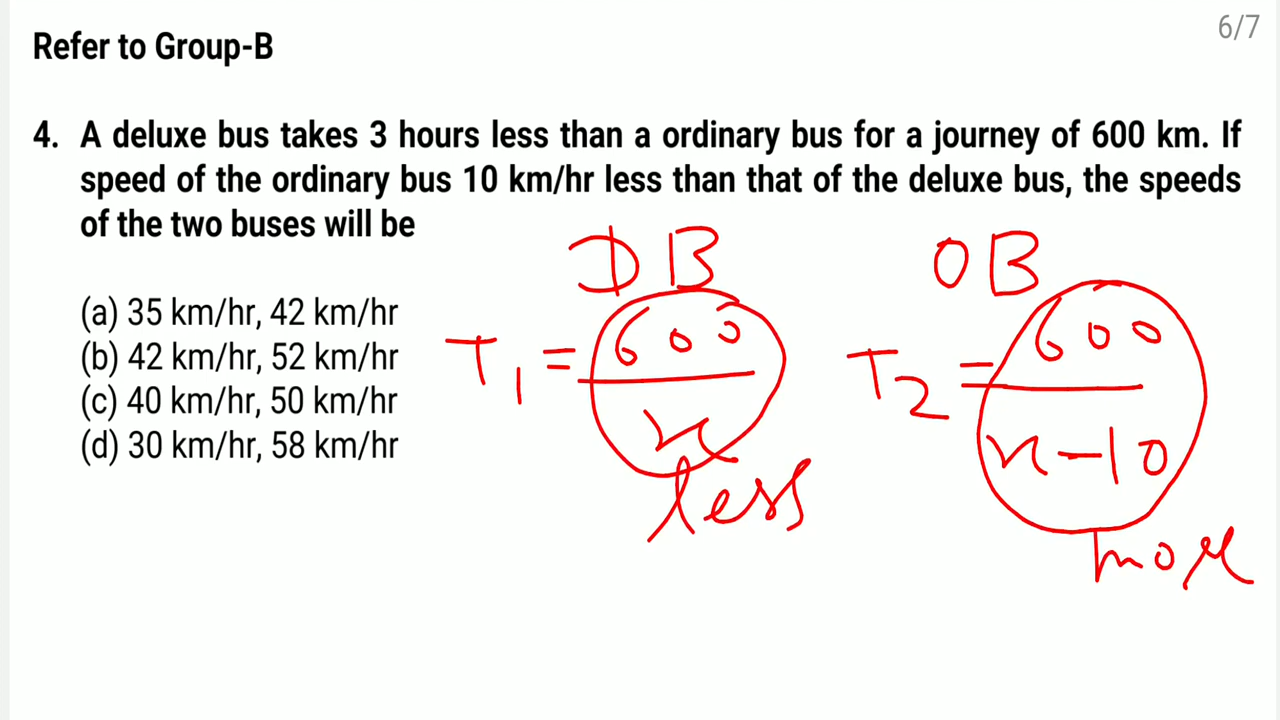 6/7
Refer to Group-B
4. A deluxe bus takes 3 hours less than a ordinary bus for a journey of 600 km. If
speed of the ordinary bus 10 km/hr less than that of the deluxe bus, the speeds
of the two buses will be
(a) 35 km/hr, 42 km/hr
(b) 42 km/hr, 52 km/hr
(c) 40 km/hr, 50 km/hr
(d) 30 km/hr, 58 km/hr
DB
T1 = 600/x
less
OB
T2 = 600/x-10
more